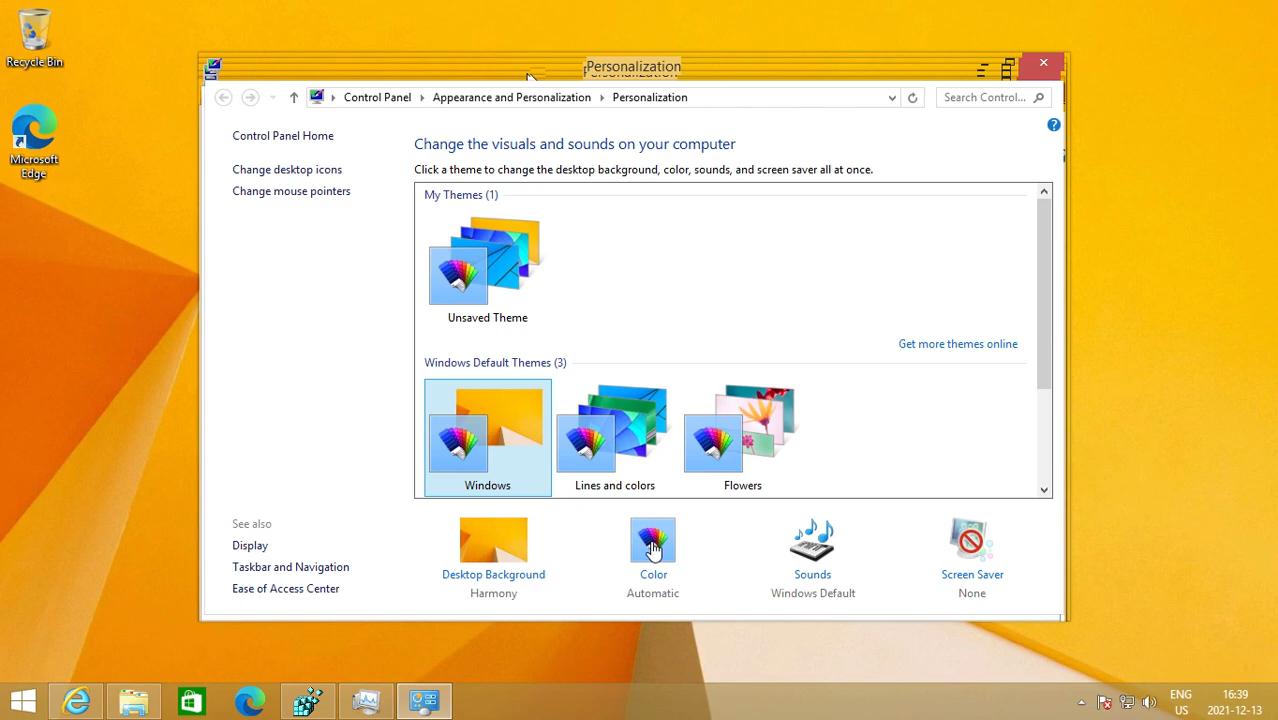 Recycle Bin
Microsoft
Edge
Personalization
Control Panel
Appearance and Personalization
Personalization
Search Control...
Control Panel Home
Change desktop icons
Change mouse pointers
Change the visuals and sounds on your computer
Click a theme to change the desktop background, color, sounds, and screen saver all at once.
My Themes (1)
Unsaved Theme
Get more themes online
Windows Default Themes (3)
Windows
Lines and colors
Flowers
See also
Display
Taskbar and Navigation
Ease of Access Center
Desktop Background
Harmony
Color
Automatic
Sounds
Windows Default
Screen Saver
None
ENG
US
16:39
2021-12-13